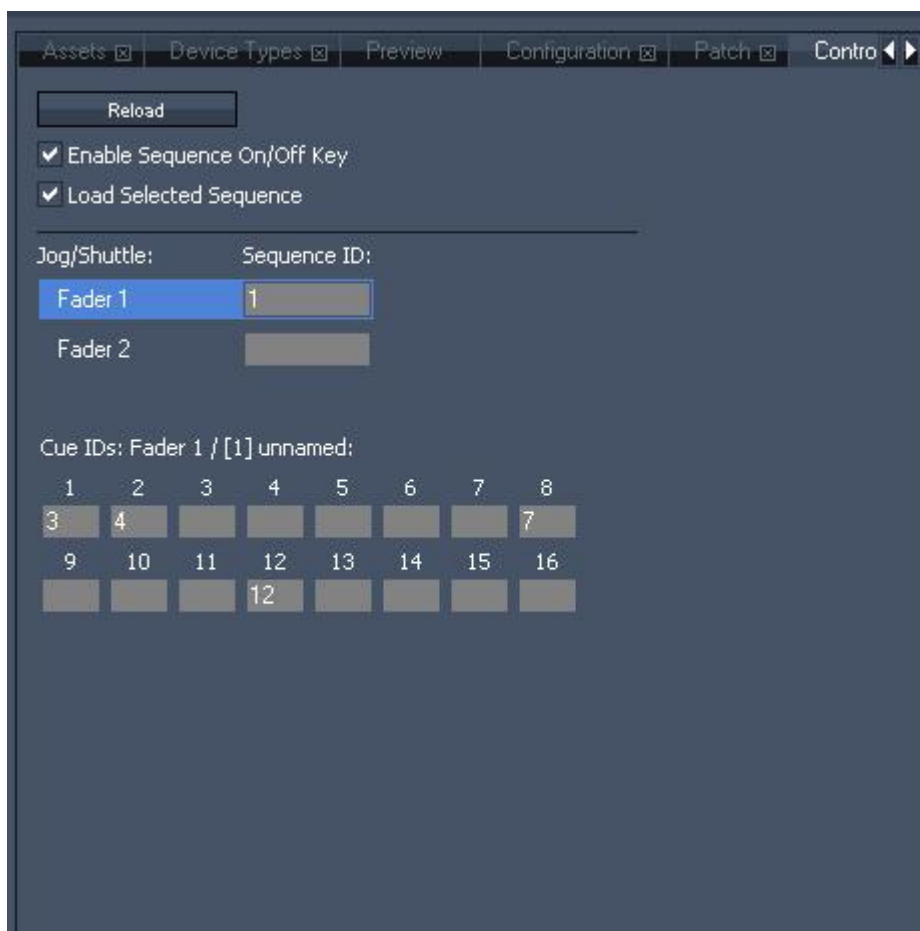 Assets Device Types Preview Configuration Patch Contro
Reload
Enable Sequence On/Off Key
Load Selected Sequence
Jog/Shuttle: Sequence ID:
Fader 1 1
Fader 2
Cue IDs: Fader 1 / [1] unnamed:
1 2 3 4 5 6 7 8
3 4 7
9 10 11 12 13 14 15 16
12